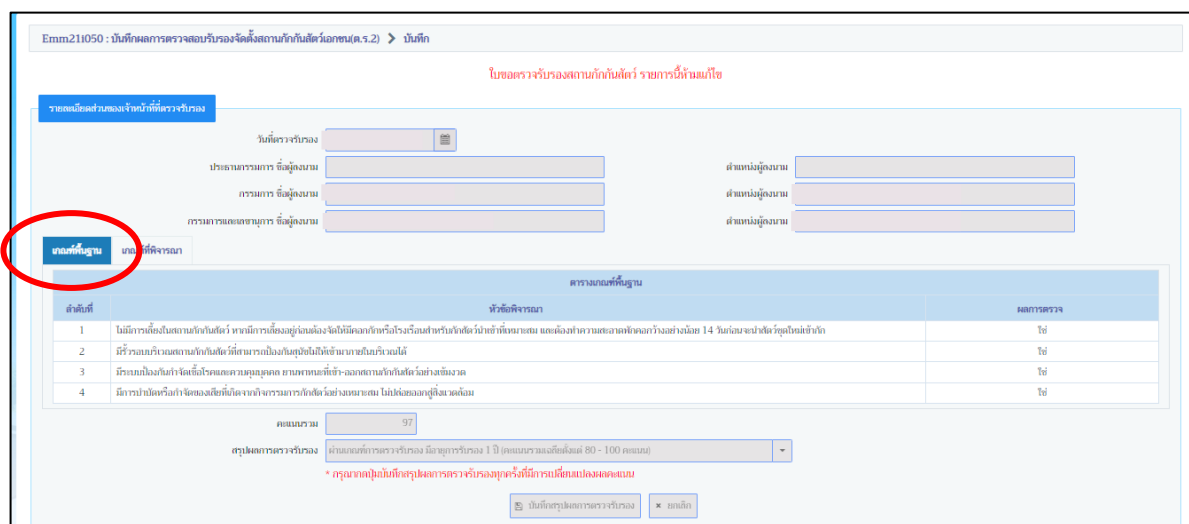 Emm21i050 : บันทึกผลการตรวจสอบรับรองจัดตั้งสถานกักกันสัตว์เอกชน(ต.ร.2) ❯ บันทึก
ใบขอตรวจรับรองสถานกักกันสัตว์ รายการนี้ห้ามแก้ไข
รายละเอียดส่วนของเจ้าหน้าที่ที่ตรวจรับรอง
วันที่ตรวจรับรอง
ประธานกรรมการ ชื่อผู้ลงนาม ตำแหน่งผู้ลงนาม
กรรมการ ชื่อผู้ลงนาม ตำแหน่งผู้ลงนาม
กรรมการและเลขานุการ ชื่อผู้ลงนาม ตำแหน่งผู้ลงนาม
เกณฑ์พื้นฐาน เกณฑ์ที่พิจารณา
ตารางเกณฑ์พื้นฐาน
ลำดับที่ หัวข้อพิจารณา ผลการตรวจ
1 ไม่มีการเลี้ยงในสถานกักกันสัตว์ หากมีการเลี้ยงอยู่ก่อนต้องจัดให้มีคอกกักหรือโรงเรือนสำหรับกักสัตว์นำเข้าที่เหมาะสม และต้องทำความสะอาดพักคอกว้างอย่างน้อย 14 วันก่อนจะนำสัตว์ชุดใหม่เข้ากัก ใช่
2 มีรั้วรอบบริเวณสถานกักกันสัตว์ที่สามารถป้องกันสุนัขไม่ให้เข้ามาภายในบริเวณได้ ใช่
3 มีระบบป้องกันกำจัดเชื้อโรคและควบคุมบุคคล ยานพาหนะที่เข้า-ออกสถานกักกันสัตว์อย่างเข้มงวด ใช่
4 มีการบำบัดหรือกำจัดของเสียที่เกิดจากกิจกรรมการกักสัตว์อย่างเหมาะสม ไม่ปล่อยออกสู่สิ่งแวดล้อม ใช่
คะแนนรวม 97
สรุปผลการตรวจรับรอง ผ่านเกณฑ์การตรวจรับรอง มีอายุการรับรอง 1 ปี (คะแนนรวมเฉลี่ยตั้งแต่ 80 - 100 คะแนน)
* กรุณากดปุ่มบันทึกสรุปผลการตรวจรับรองทุกครั้งที่มีการเปลี่ยนแปลงผลคะแนน
บันทึกสรุปผลการตรวจรับรอง × ยกเลิก